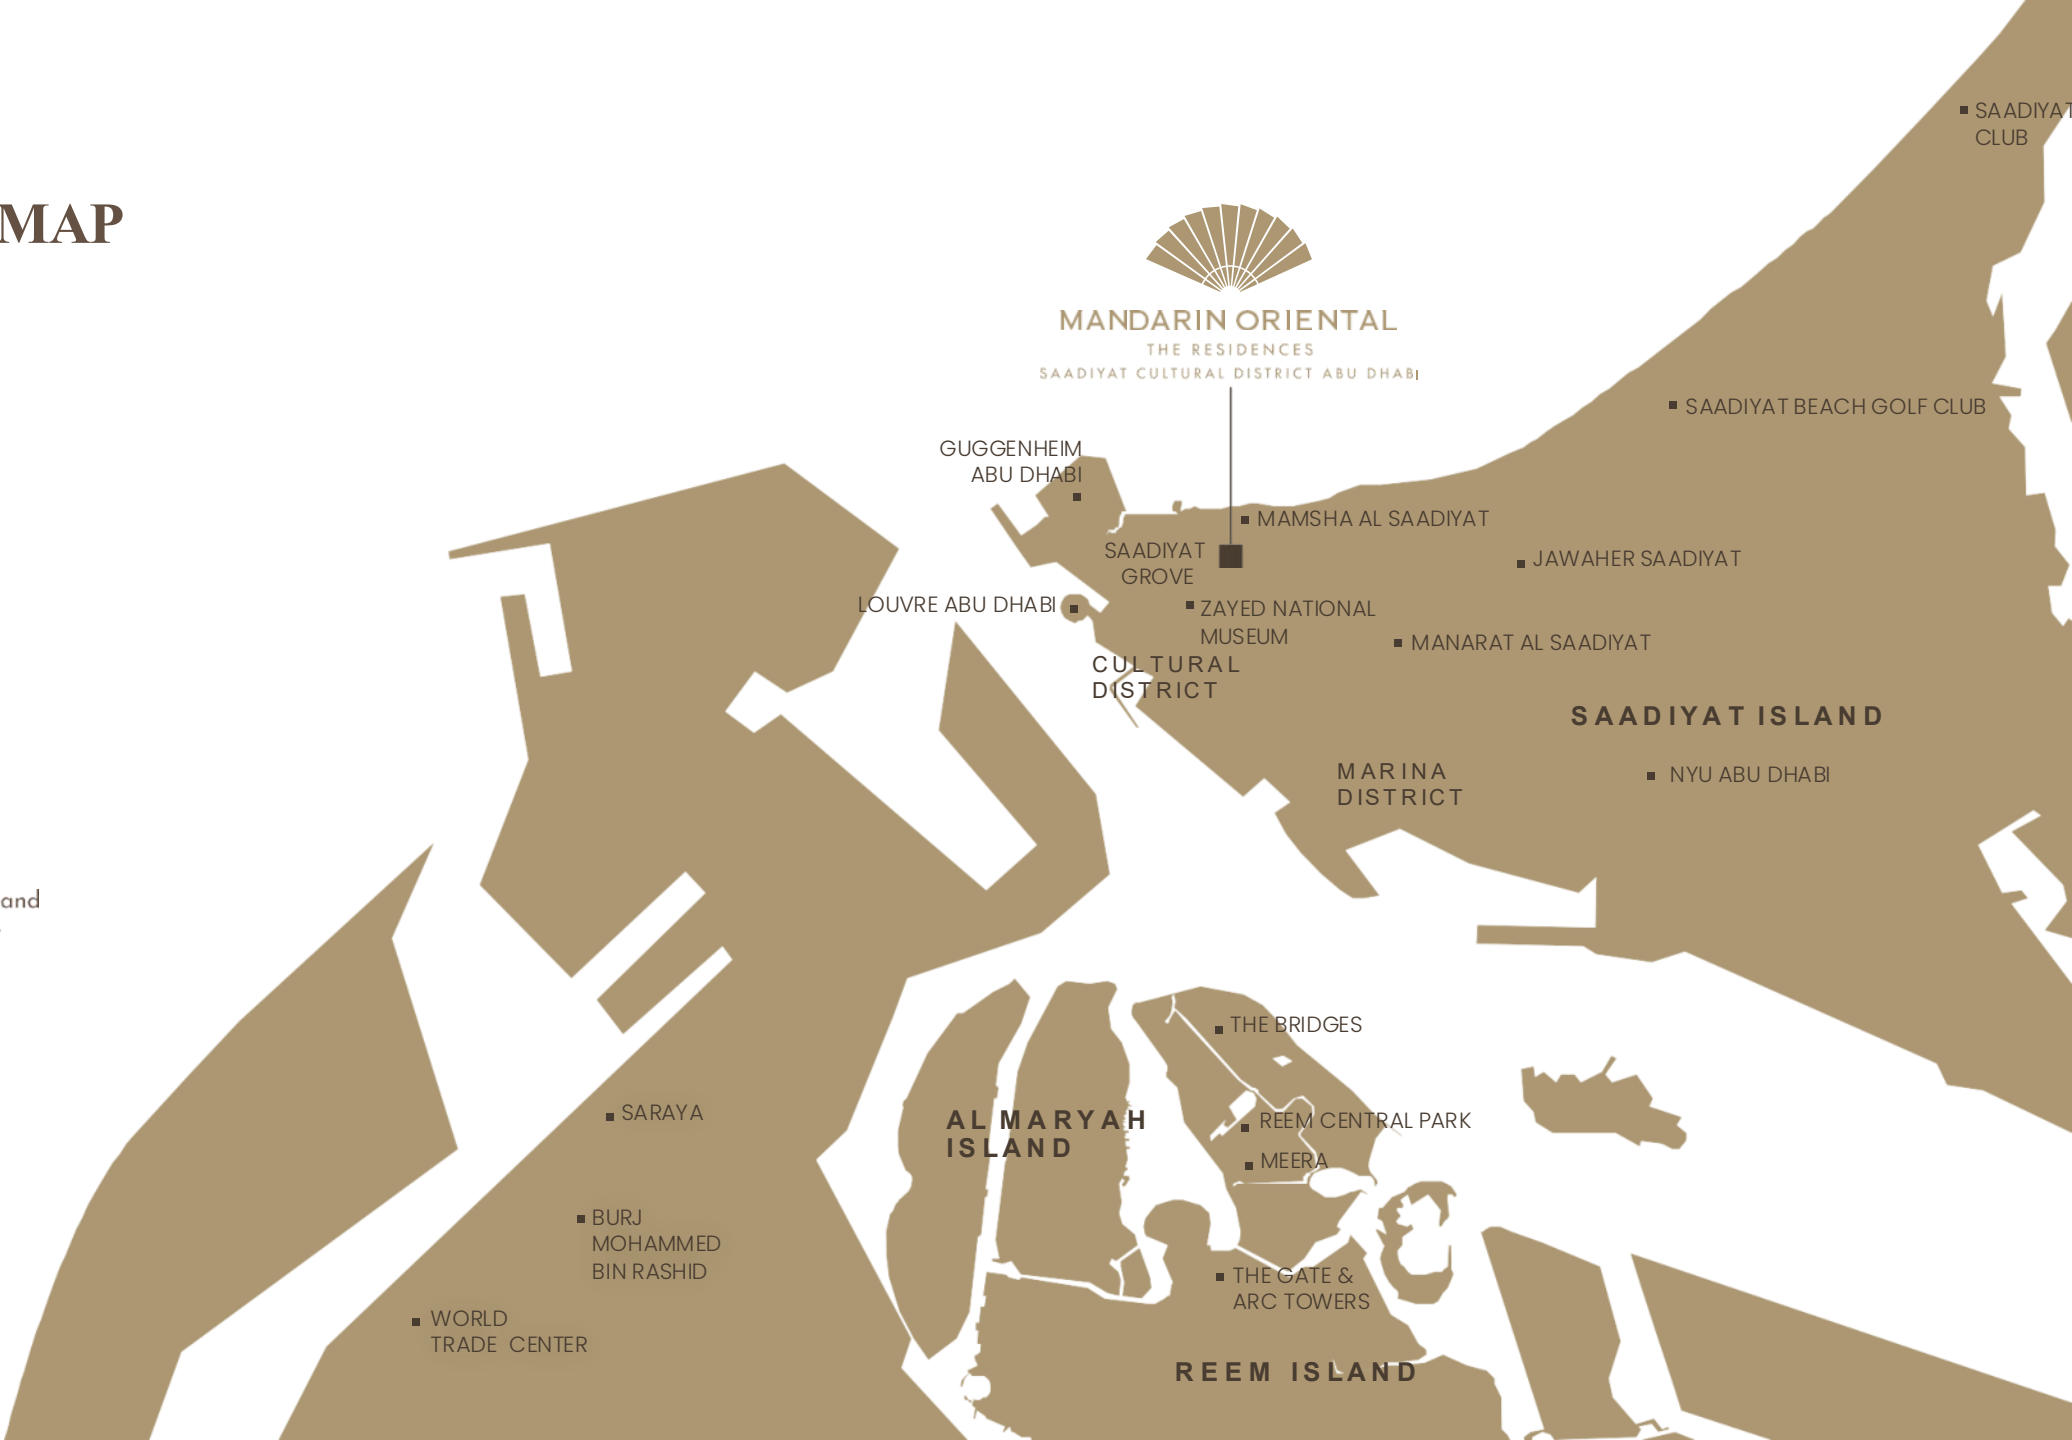 SAADIYAT
CLUB
MAP
MANDARIN ORIENTAL
THE RESIDENCES
SAADIYAT CULTURAL DISTRICT ABU DHABI
SAADIYAT BEACH GOLF CLUB
GUGGENHEIM
ABU DHABI
MAMSHA AL SAADIYAT
SAADIYAT
GROVE
JAWAHER SAADIYAT
LOUVRE ABU DHABI
ZAYED NATIONAL
MUSEUM
MANARAT AL SAADIYAT
CULTURAL
DISTRICT
SAADIYAT ISLAND
MARINA
DISTRICT
NYU ABU DHABI
and
THE BRIDGES
SARAYA
AL MARYAH
ISLAND
REEM CENTRAL PARK
MEERA
BURJ
MOHAMMED
BIN RASHID
THE GATE &
ARC TOWERS
WORLD
TRADE CENTER
REEM ISLAND